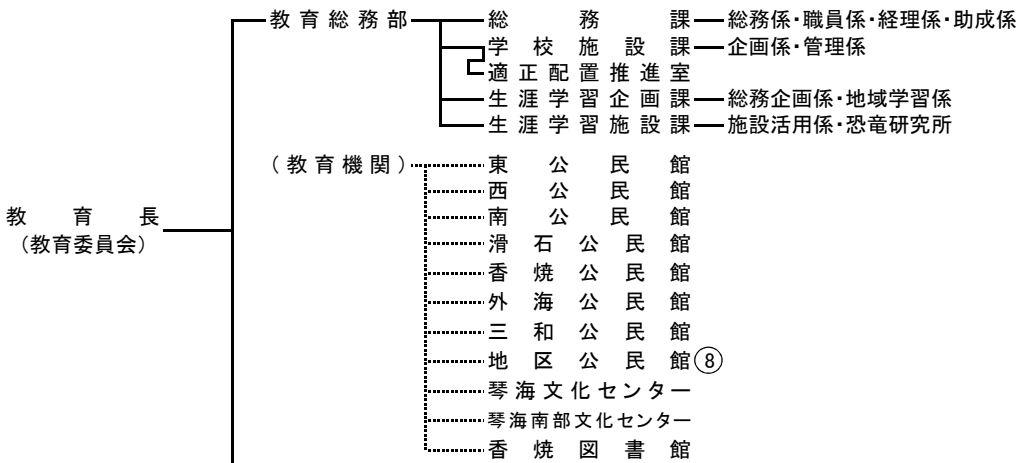 教育総務部 総務課 総務係・職員係・経理係・助成係
学校施設課 企画係・管理係
適正配置推進室
生涯学習企画課 総務企画係・地域学習係
生涯学習施設課 施設活用係・恐竜研究所
(教育機関) 東公民館
西公民館
南公民館
教育長
(教育委員会)
滑石公民館
香焼公民館
外海公民館
三和公民館
地区公民館⑧
琴海文化センター
琴海南部文化センター
香焼図書館